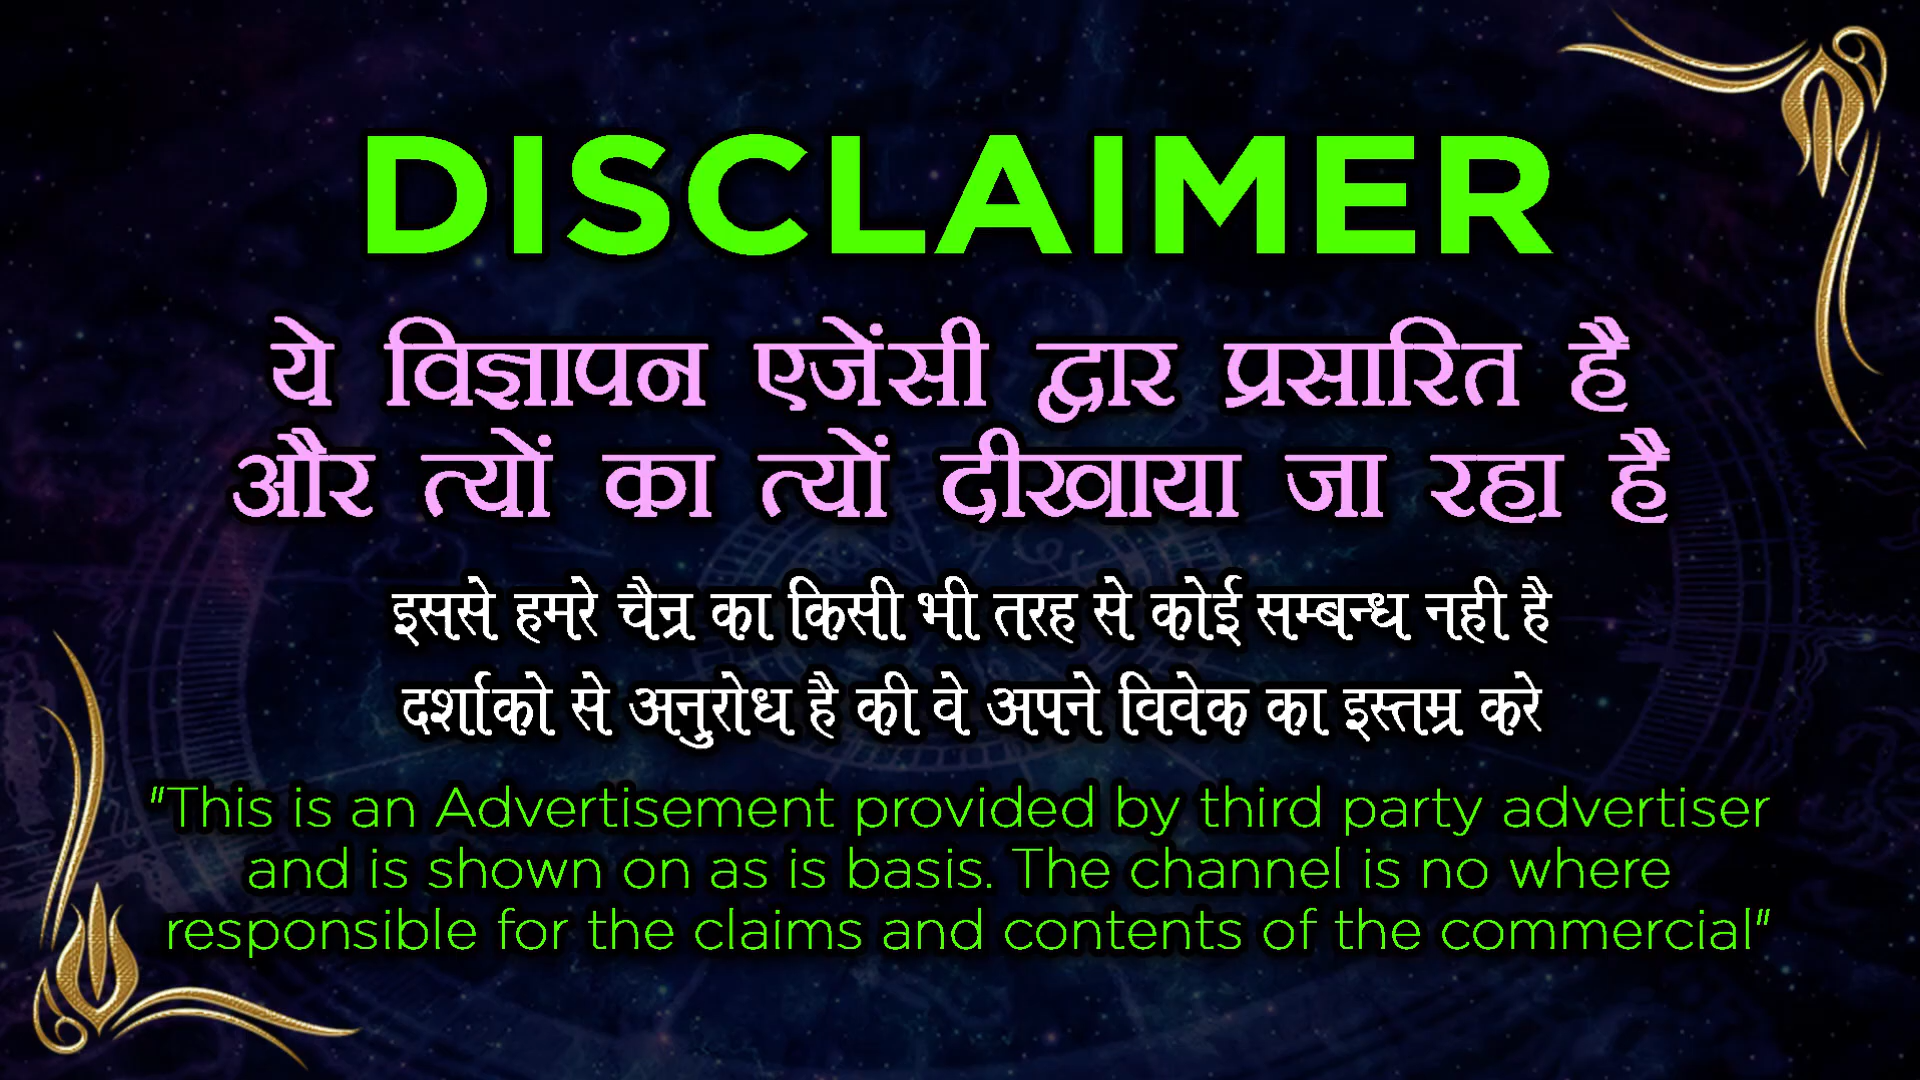 DISCLAIMER
ये विज्ञापन एजेंसी द्वार प्रसारित है
और त्यों का त्यों दीखाया जा रहा है
इससे हमरे चैन्र का किसी भी तरह से कोई सम्बन्ध नही है
दर्शाको से अनुरोध है की वे अपने विवेक का इस्तम्र करे
"This is an Advertisement provided by third party advertiser
and is shown on as is basis. The channel is no where
responsible for the claims and contents of the commercial"